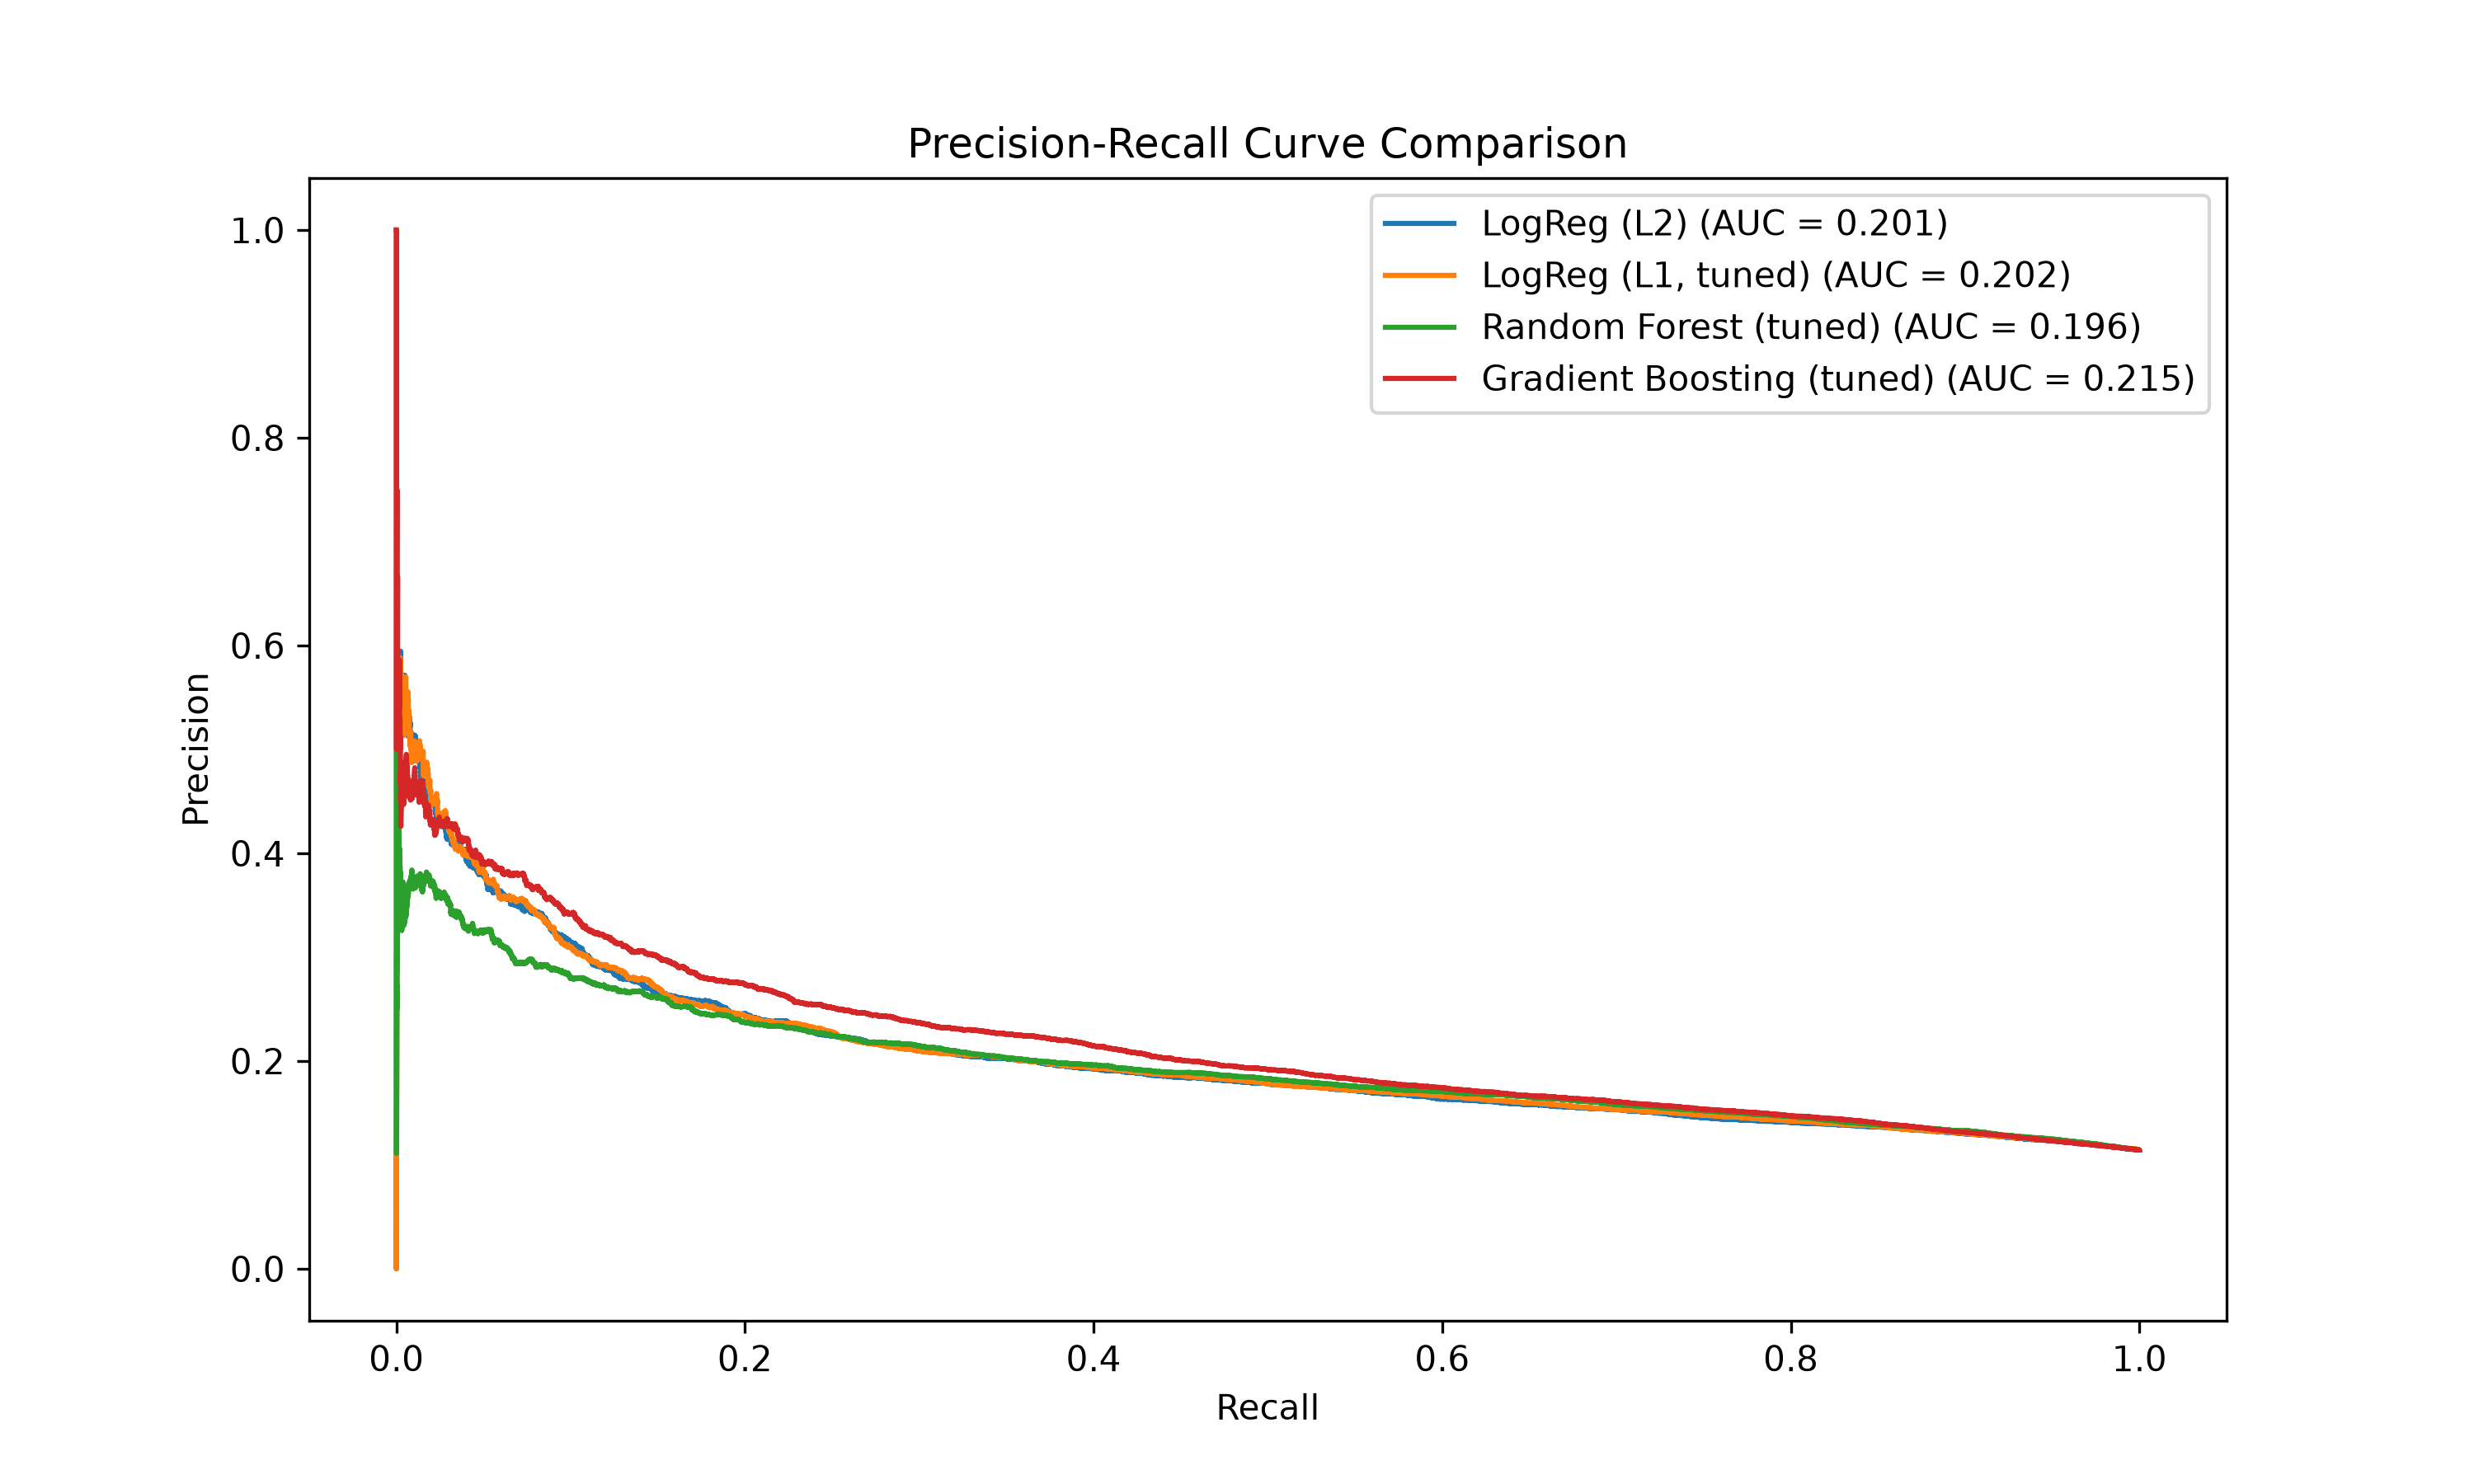 Precision-Recall Curve Comparison
LogReg (L2) (AUC = 0.201)
LogReg (L1, tuned) (AUC = 0.202)
Random Forest (tuned) (AUC = 0.196)
Gradient Boosting (tuned) (AUC = 0.215)
Precision
1.0
0.8
0.6
0.4
0.2
0.0
0.0 0.2 0.4 0.6 0.8 1.0
Recall